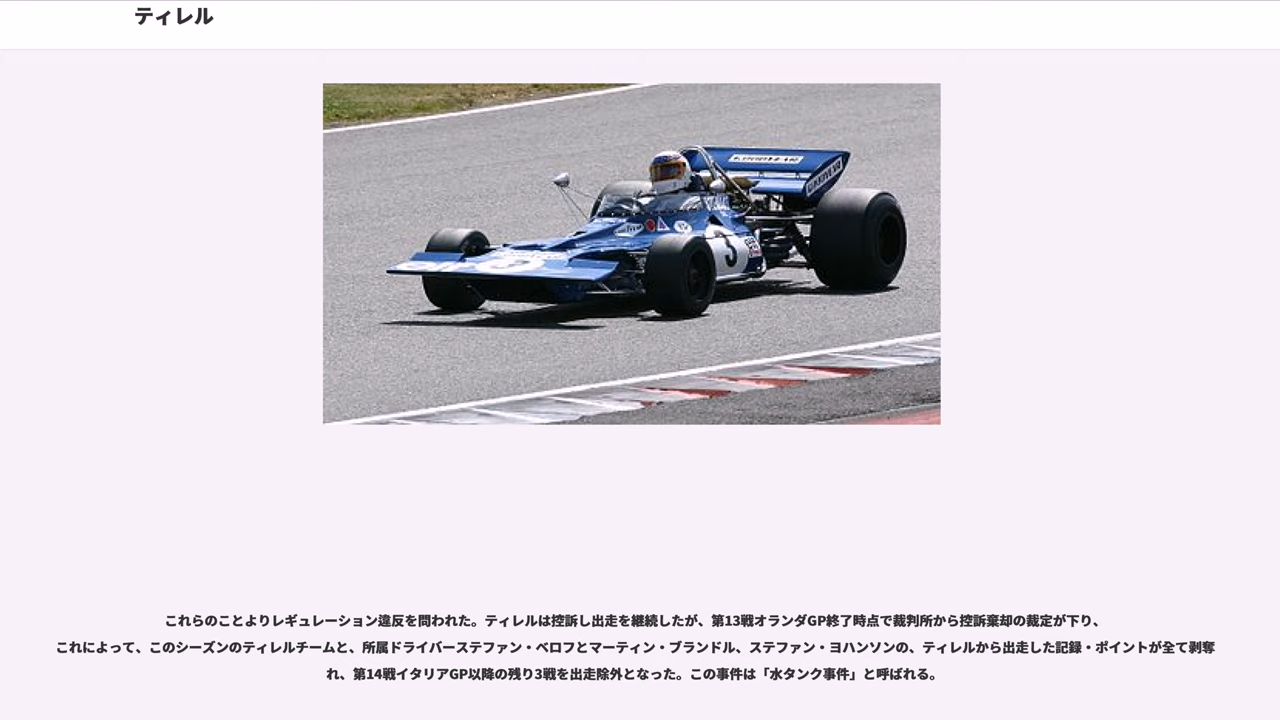 ティレル
GOODYEAR
3
これらのことよりレギュレーション違反を問われた。ティレルは控訴し出走を継続したが、第13戦オランダGP終了時点で裁判所から控訴棄却の裁定が下り、
これによって、このシーズンのティレルチームと、所属ドライバーステファン・ベロフとマーティン・ブランドル、ステファン・ヨハンソンの、ティレルから出走した記録・ポイントが全て剥奪
れ、第14戦イタリアGP以降の残り3戦を出走除外となった。この事件は「水タンク事件」と呼ばれる。